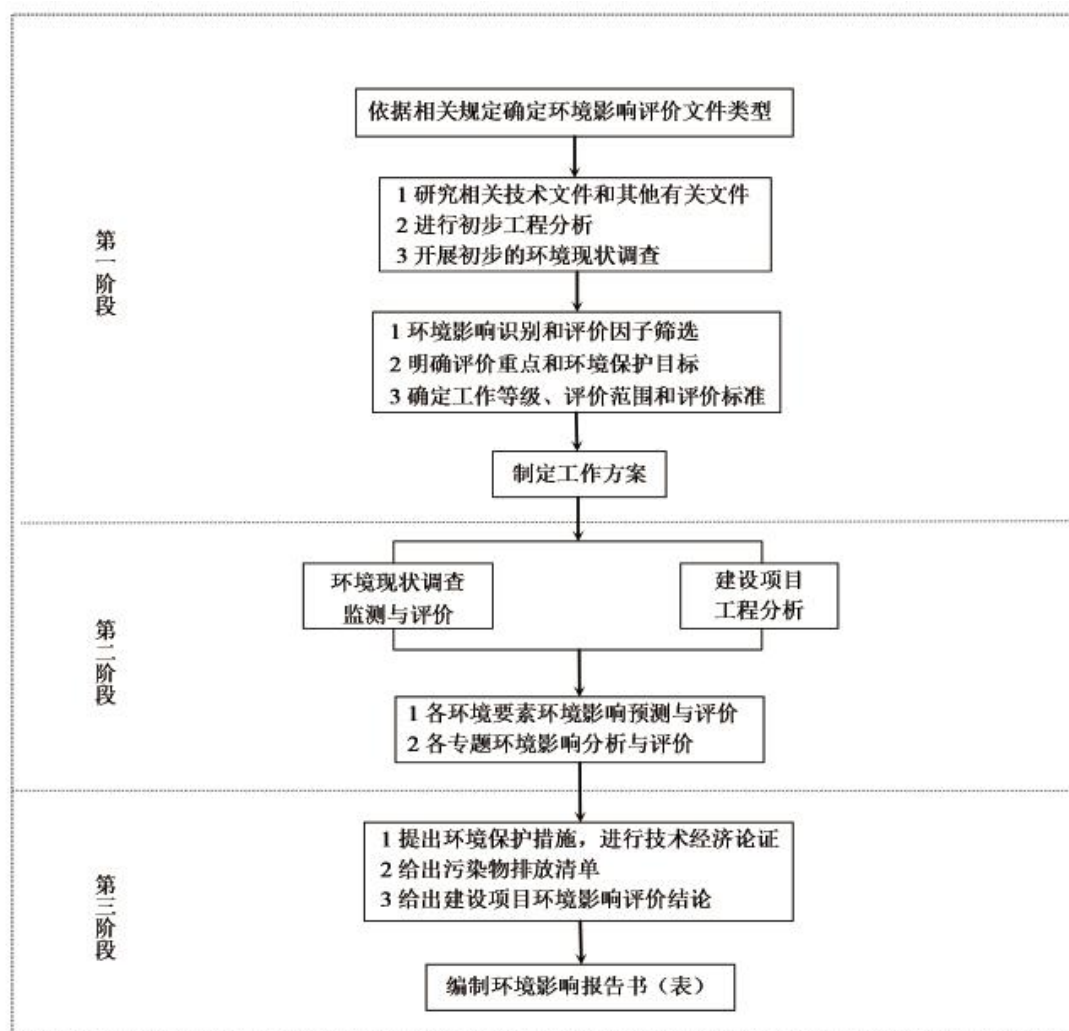 依据相关规定确定环境影响评价文件类型
第一阶段
1 研究相关技术文件和其他有关文件
2 进行初步工程分析
3 开展初步的环境现状调查
1 环境影响识别和评价因子筛选
2 明确评价重点和环境保护目标
3 确定工作等级、评价范围和评价标准
制定工作方案
第二阶段
环境现状调查
监测与评价
建设项目
工程分析
1 各环境要素环境影响预测与评价
2 各专题环境影响分析与评价
第三阶段
1 提出环境保护措施，进行技术经济论证
2 给出污染物排放清单
3 给出建设项目环境影响评价结论
编制环境影响报告书（表）